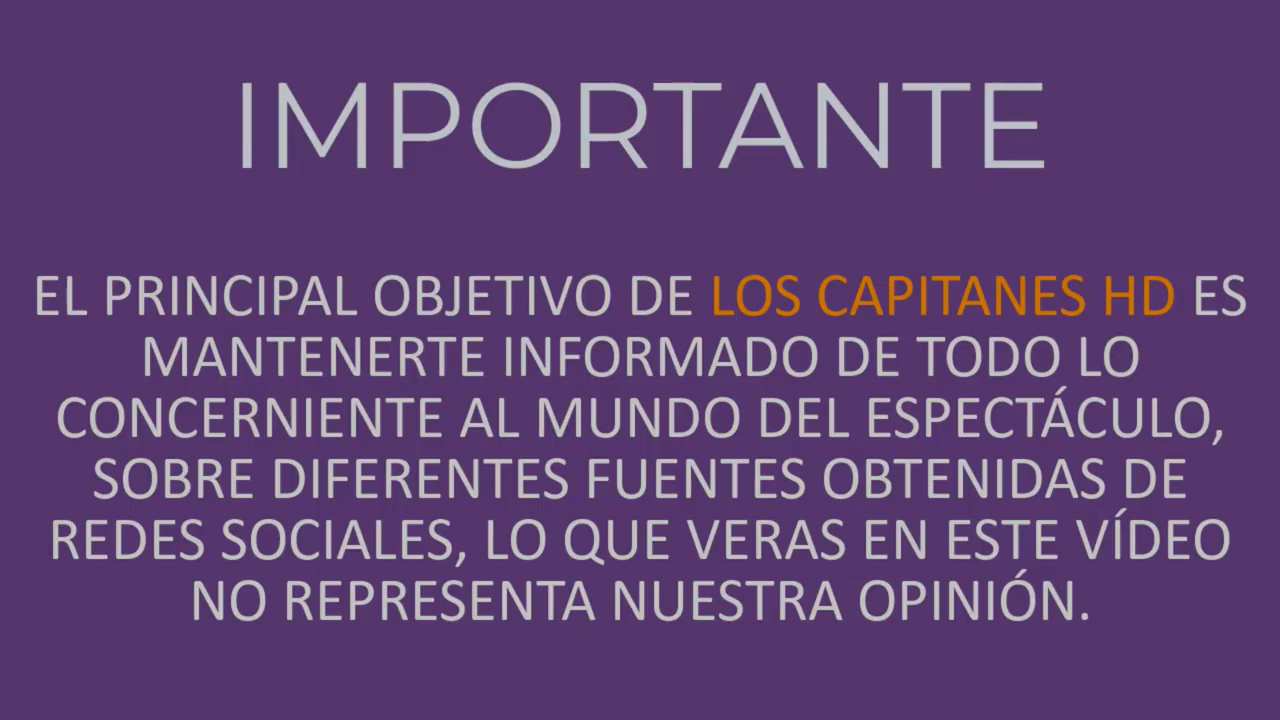 IMPORTANTE
EL PRINCIPAL OBJETIVO DE LOS CAPITANES HD ES
MANTENERTE INFORMADO DE TODO LO
CONCERNIENTE AL MUNDO DEL ESPECTÁCULO,
SOBRE DIFERENTES FUENTES OBTENIDAS DE
REDES SOCIALES, LO QUE VERAS EN ESTE VÍDEO
NO REPRESENTA NUESTRA OPINIÓN.